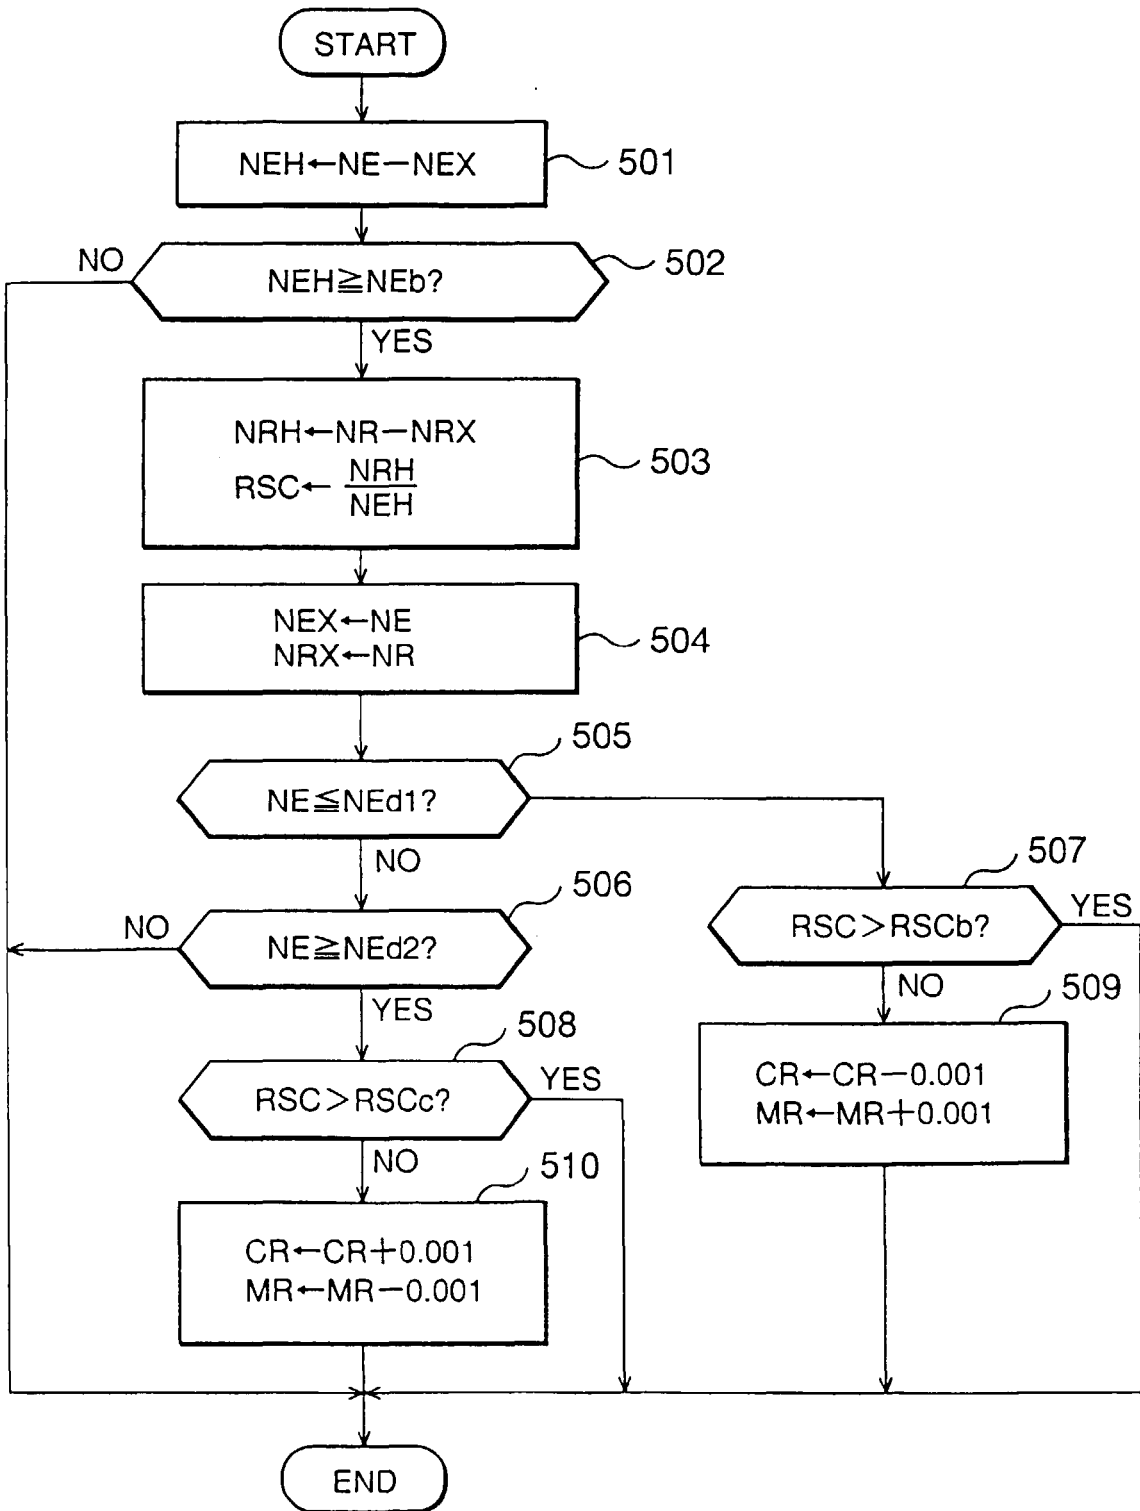 START
NEH←NE—NEX
501
NO
NEH≧NEb?
502
YES
NRH←NR—NRX
RSC← NRH
NEH
503
NEX←NE
NRX←NR
504
505
NE≦NEd1?
NO
507
506
NO
NE≧NEd2?
YES
RSC>RSCb?
YES
NO
508
509
RSC>RSCc?
YES
CR←CR—0.001
MR←MR+0.001
NO
510
CR←CR+0.001
MR←MR—0.001
END